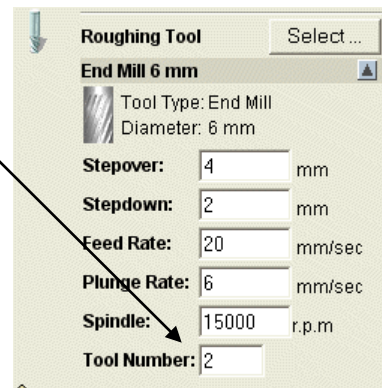 Roughing Tool Select ...
End Mill 6 mm
Tool Type: End Mill
Diameter: 6 mm
Stepover: 4 mm
Stepdown: 2 mm
Feed Rate: 20 mm/sec
Plunge Rate: 6 mm/sec
Spindle: 15000 r.p.m
Tool Number: 2